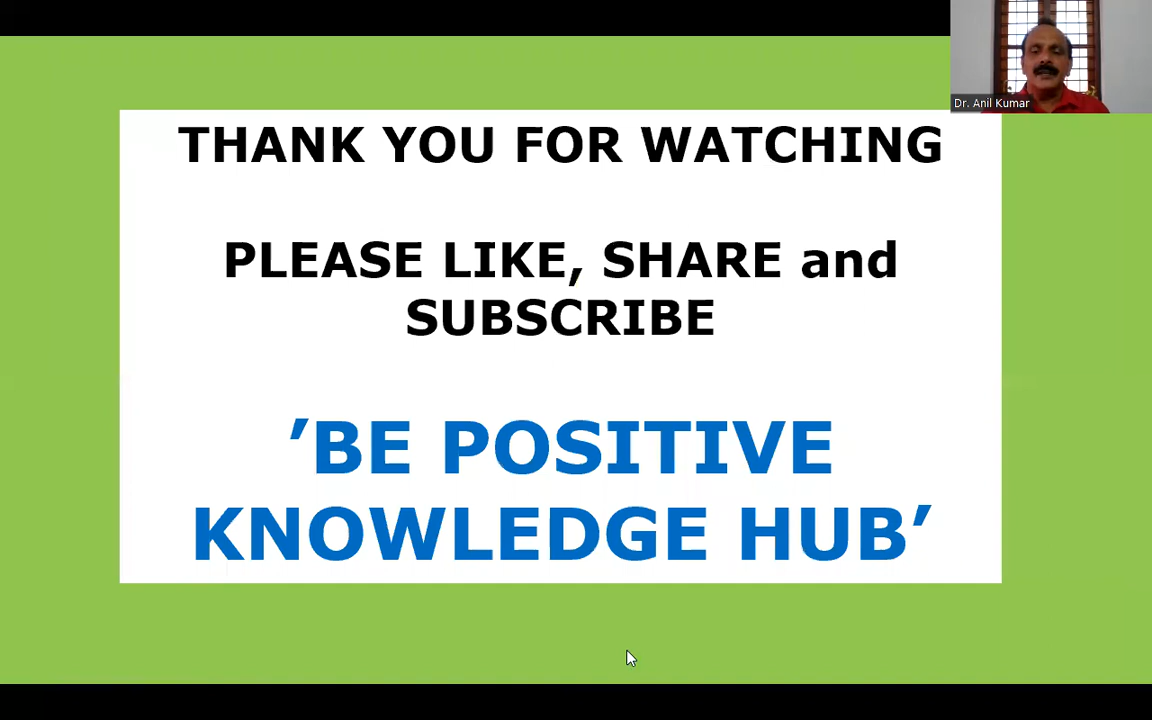 Dr. Anil Kumar
THANK YOU FOR WATCHING
PLEASE LIKE, SHARE and
SUBSCRIBE
’BE POSITIVE
KNOWLEDGE HUB’